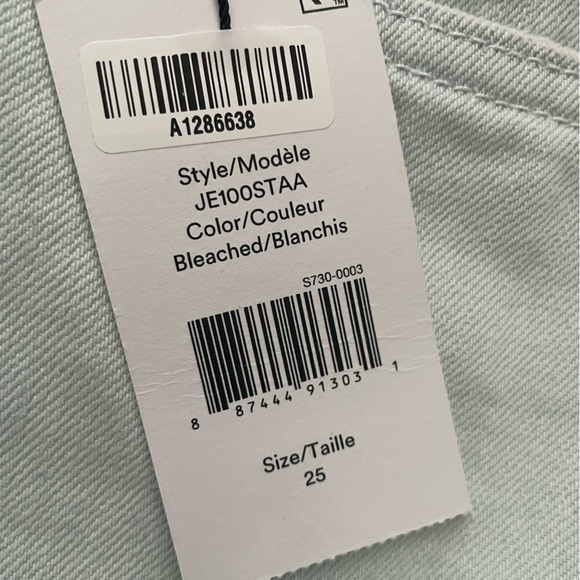 A1286638
Style/Modèle
JE100STAA
Color/Couleur
Bleached/Blanchis
S730-0003
8 87444 91303 1
Size/Taille
25